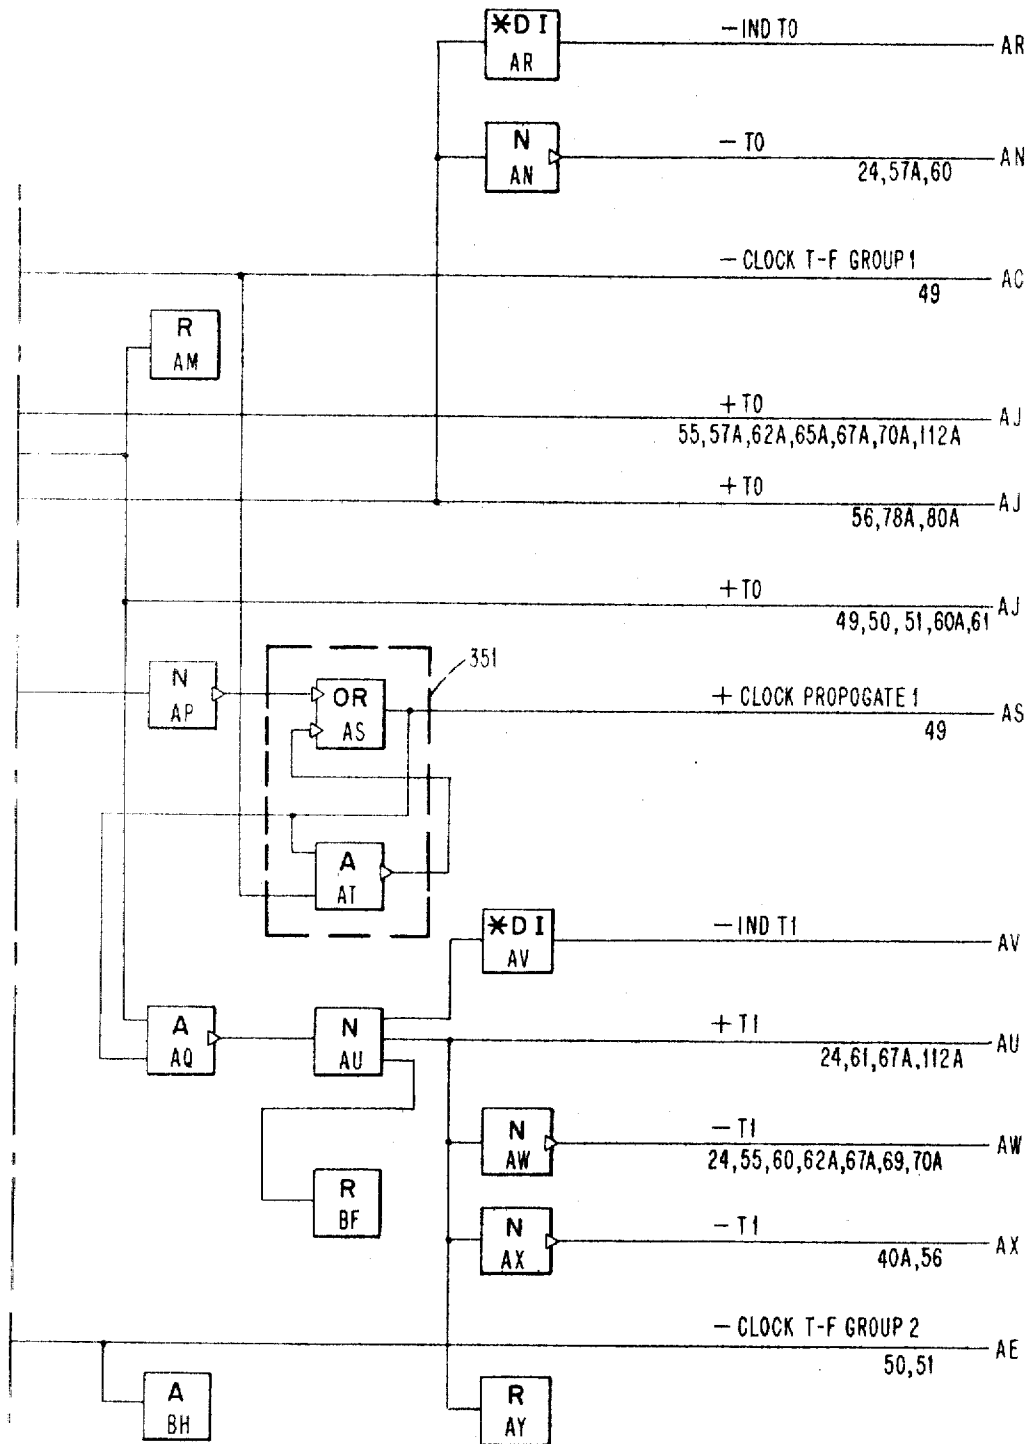 *D I
AR
— IND T0
AR
N
AN
— T0
24,57A,60
AN
— CLOCK T-F GROUP 1
49
AC
R
AM
+ T0
55,57A,62A,65A,67A,70A,112A
AJ
+ T0
56,78A,80A
AJ
+ T0
49,50,51,60A,61
AJ
N
AP
OR
AS
351
+ CLOCK PROPOGATE 1
49
AS
A
AT
*D I
AV
— IND T1
AV
A
AQ
N
AU
+ T1
24,61,67A,112A
AU
N
AW
— T1
24,55,60,62A,67A,69,70A
AW
R
BF
N
AX
— T1
40A,56
AX
— CLOCK T-F GROUP 2
50,51
AE
A
BH
R
AY